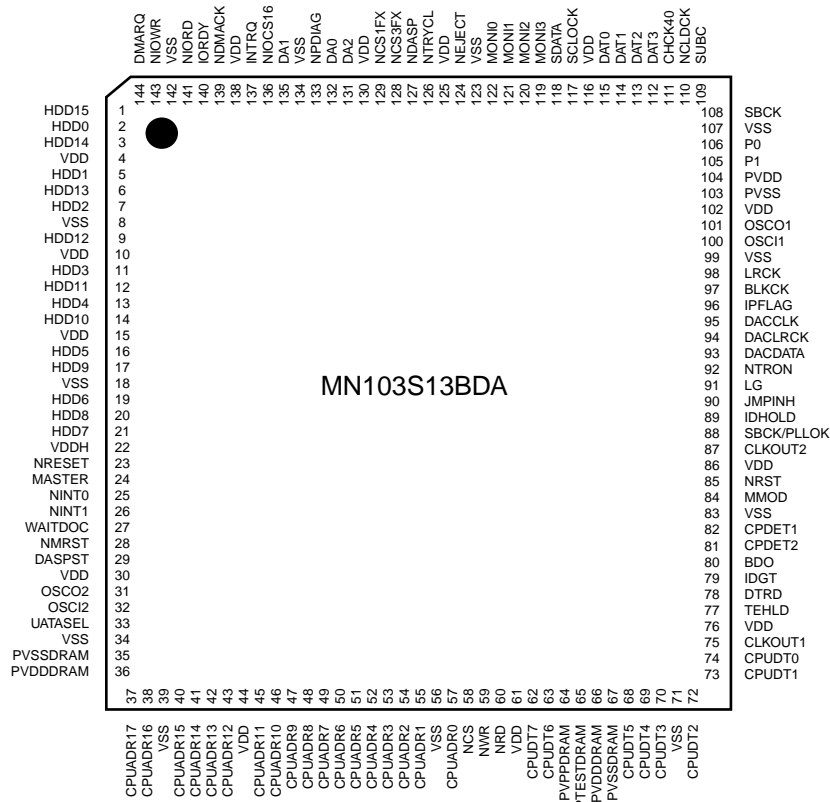 DMARQ NIOWR VSS NIORD IORDY NDMACK VDD INTRQ NIOCS16 DA1 VSS NPDIAG DA0 DA2 VDD NCS1FX NCS3FX NDASP NTRYCL VDD NEJECT VSS MONI0 MONI1 MONI2 MONI3 SDATA SCLOCK VDD DAT0 DAT1 DAT2 DAT3 CHCK40 NCLDCK SUBC
144 143 142 141 140 139 138 137 136 135 134 133 132 131 130 129 128 127 126 125 124 123 122 121 120 119 118 117 116 115 114 113 112 111 110 109
HDD15 1
HDD0 2
HDD14 3
VDD 4
HDD1 5
HDD13 6
HDD2 7
VSS 8
HDD12 9
VDD 10
HDD3 11
HDD11 12
HDD4 13
HDD10 14
VDD 15
HDD5 16
HDD9 17
VSS 18
HDD6 19
HDD8 20
HDD7 21
VDDH 22
NRESET 23
MASTER 24
NINT0 25
NINT1 26
WAITDOC 27
NMRST 28
DASPST 29
VDD 30
OSCO2 31
OSCI2 32
UATASEL 33
VSS 34
PVSSDRAM 35
PVDDDRAM 36
MN103S13BDA
108 SBCK
107 VSS
106 P0
105 P1
104 PVDD
103 PVSS
102 VDD
101 OSCO1
100 OSCI1
99 VSS
98 LRCK
97 BLKCK
96 IPFLAG
95 DACCLK
94 DACLRCK
93 DACDATA
92 NTRON
91 LG
90 JMPINH
89 IDHOLD
88 SBCK/PLLOK
87 CLKOUT2
86 VDD
85 NRST
84 MMOD
83 VSS
82 CPDET1
81 CPDET2
80 BDO
79 IDGT
78 DTRD
77 TEHLD
76 VDD
75 CLKOUT1
74 CPUDT0
73 CPUDT1
37 38 39 40 41 42 43 44 45 46 47 48 49 50 51 52 53 54 55 56 57 58 59 60 61 62 63 64 65 66 67 68 69 70 71 72
CPUADR17 CPUADR16 VSS CPUADR15 CPUADR14 CPUADR13 CPUADR12 VDD CPUADR11 CPUADR10 CPUADR9 CPUADR8 CPUADR7 CPUADR6 CPUADR5 CPUADR4 CPUADR3 CPUADR2 CPUADR1 VSS CPUADR0 NCS NWR NRD VDD CPUDT7 CPUDT6 PVPPDRAM PTESTDRAM PVDDDRAM PVSSDRAM CPUDT5 CPUDT4 CPUDT3 VSS CPUDT2